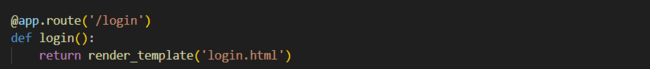 @app.route('/login')
def login():
    return render_template('login.html')